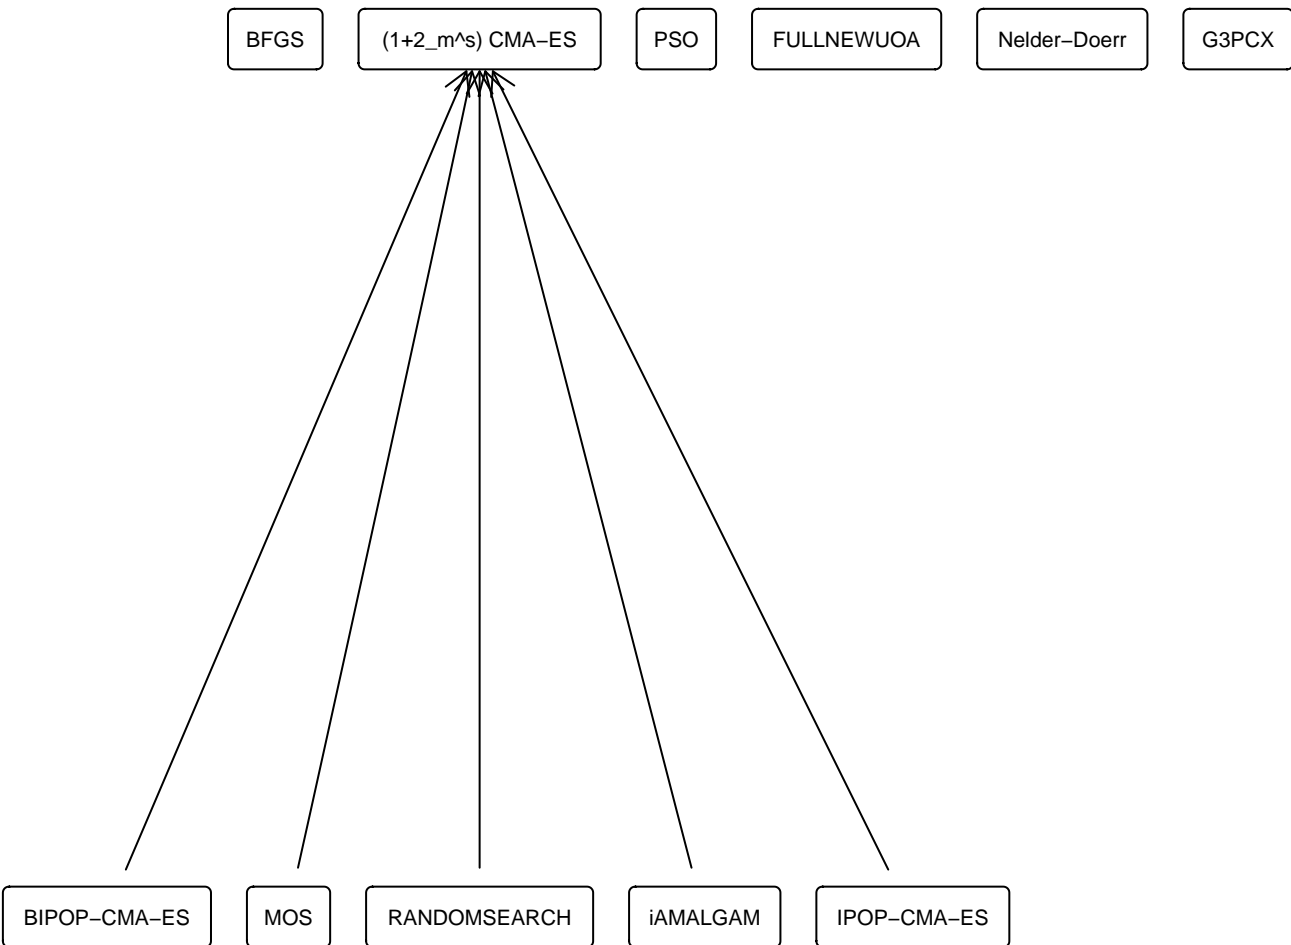 BFGS
(1+2_m^s) CMA−ES
PSO
FULLNEWUOA
Nelder−Doerr
G3PCX
BIPOP−CMA−ES
MOS
RANDOMSEARCH
iAMALGAM
IPOP−CMA−ES